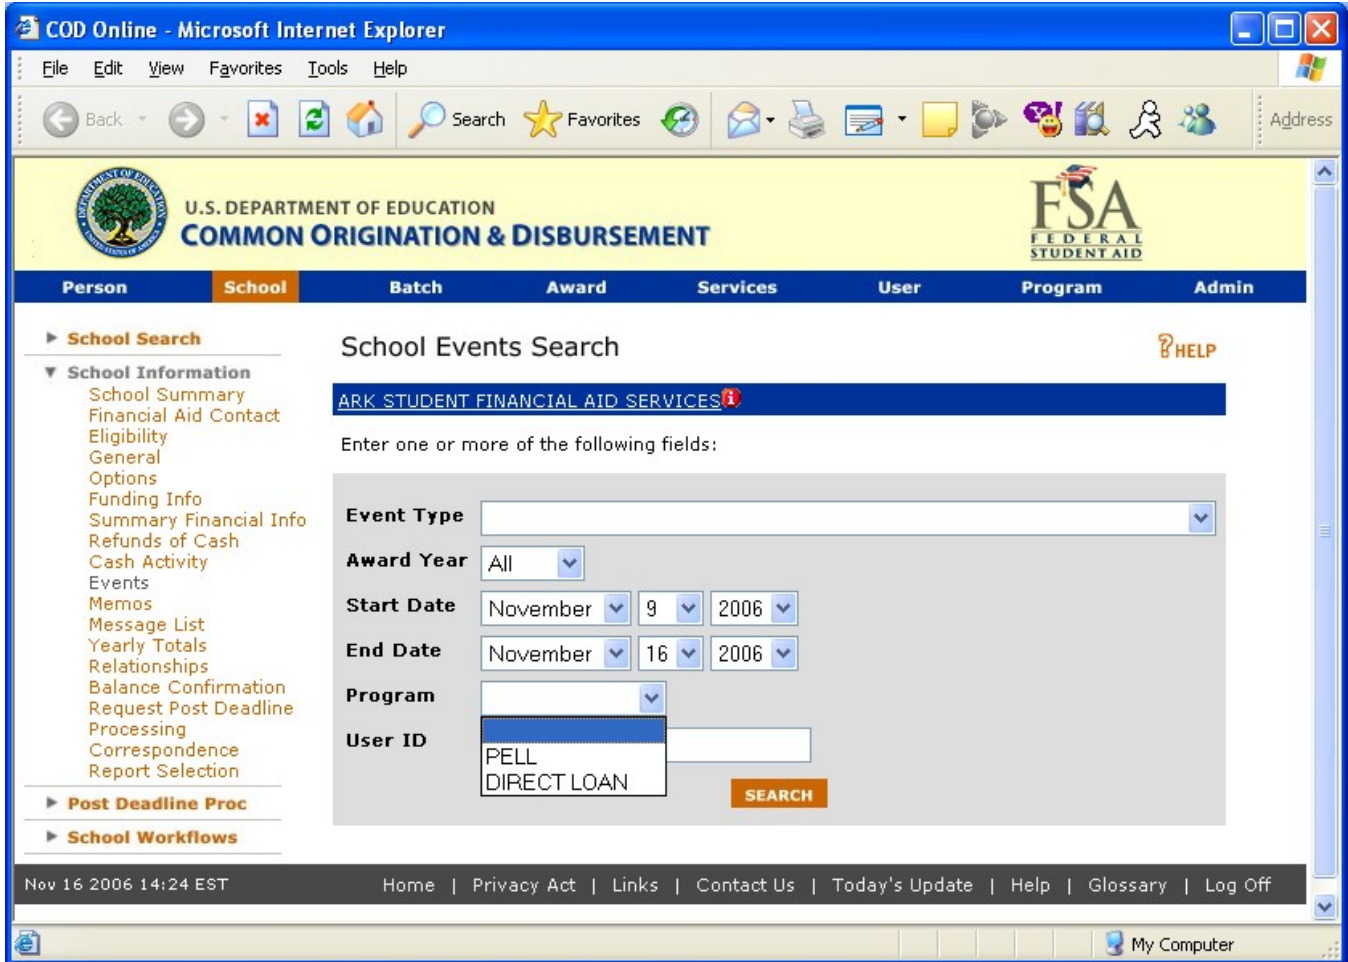 COD Online - Microsoft Internet Explorer
File Edit View Favorites Tools Help
Back Search Favorites Address
U.S. DEPARTMENT OF EDUCATION
COMMON ORIGINATION & DISBURSEMENT
FSA
FEDERAL
STUDENT AID
Person School Batch Award Services User Program Admin
School Search
School Information
School Summary
Financial Aid Contact
Eligibility
General
Options
Funding Info
Summary Financial Info
Refunds of Cash
Cash Activity
Events
Memos
Message List
Yearly Totals
Relationships
Balance Confirmation
Request Post Deadline
Processing
Correspondence
Report Selection
Post Deadline Proc
School Workflows
School Events Search
?HELP
ARK STUDENT FINANCIAL AID SERVICES
Enter one or more of the following fields:
Event Type
Award Year All
Start Date November 9 2006
End Date November 16 2006
Program
User ID
PELL
DIRECT LOAN
SEARCH
Nov 16 2006 14:24 EST Home | Privacy Act | Links | Contact Us | Today's Update | Help | Glossary | Log Off
My Computer